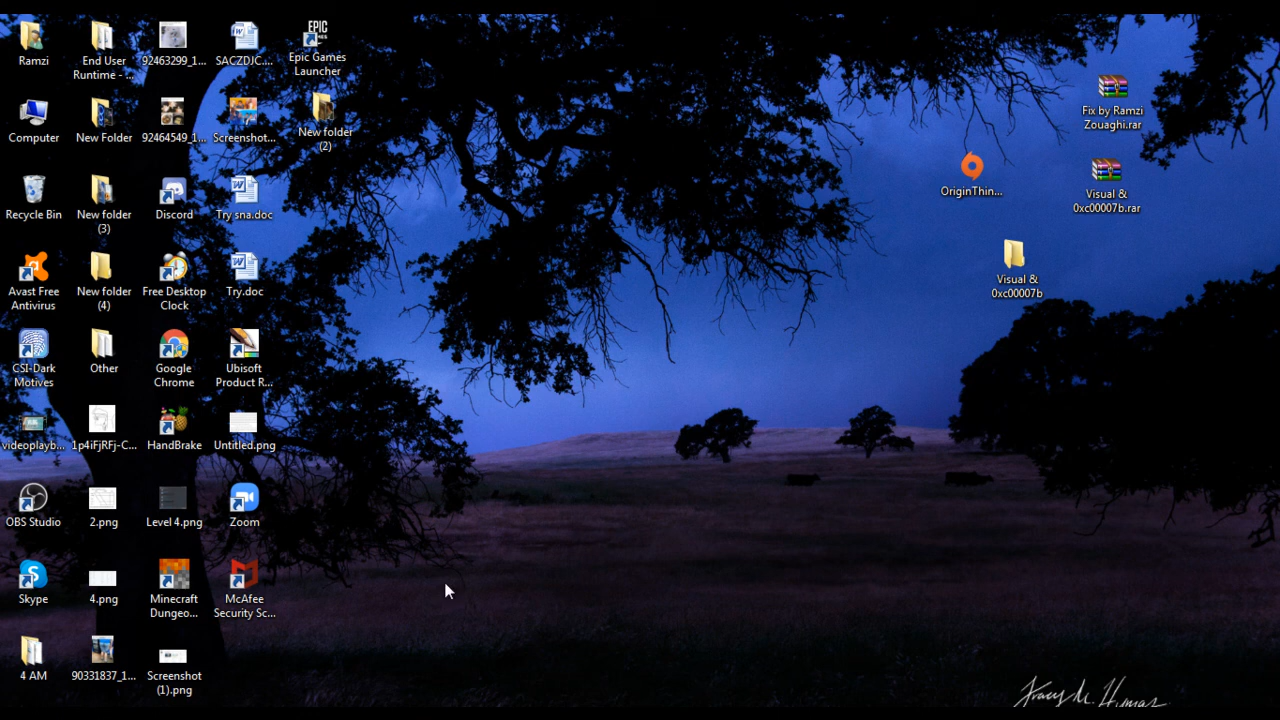 Ramzi
Computer
Recycle Bin
Avast Free
Antivirus
CSI-Dark
Motives
videoplayb...
OBS Studio
Skype
4 AM
End User
Runtime - ...
New Folder
New folder
(3)
New folder
(4)
Other
1p4iFjRFj-C...
2.png
4.png
90331837_1...
92463299_1...
92464549_1...
Discord
Free Desktop
Clock
Google
Chrome
HandBrake
Level 4.png
Minecraft
Dungeo...
Screenshot
(1).png
SACZDJC....
Screenshot...
Try sna.doc
Try.doc
Ubisoft
Product R...
Untitled.png
Zoom
McAfee
Security Sc...
EPIC
Epic Games
Launcher
New folder
(2)
OriginThin...
Visual &
0xc00007b
Fix by Ramzi
Zouaghi.rar
Visual &
0xc00007b.rar